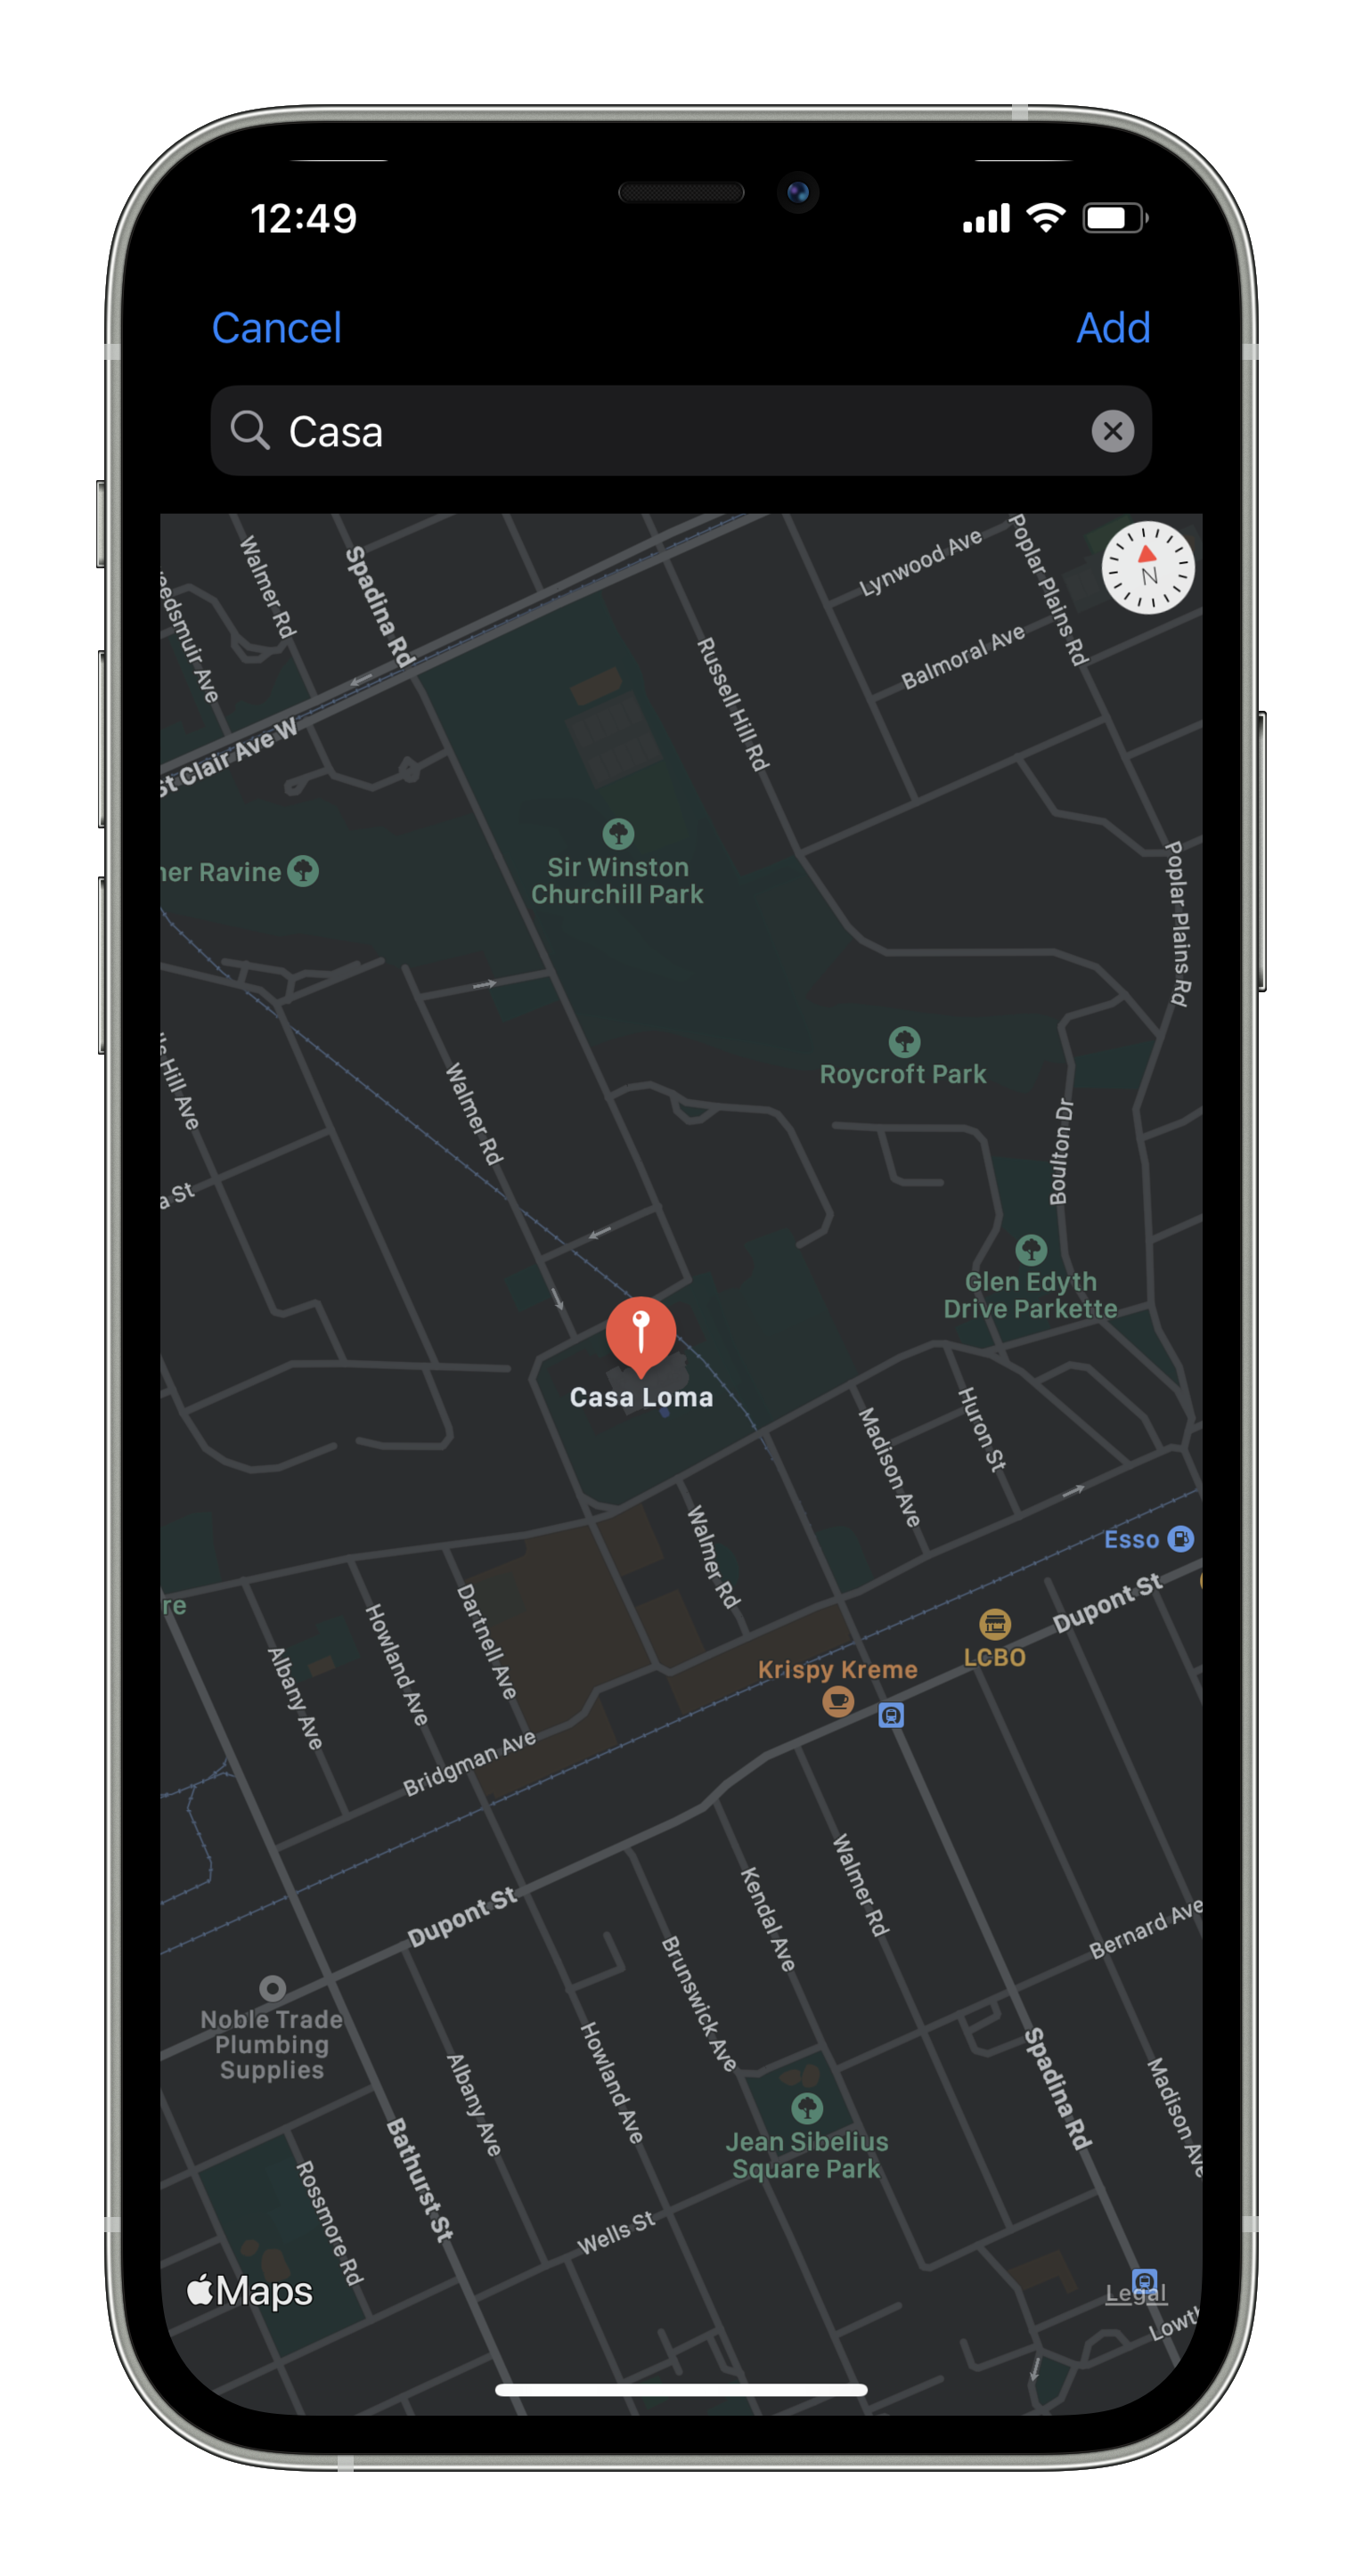 12:49
Cancel
Add
Casa
N
Walmer Rd
Spadina Rd
Lynwood Ave
Poplar Plains Rd
Balmoral Ave
Russell Hill Rd
eedsmuir Ave
St Clair Ave W
Sir Winston
Churchill Park
ner Ravine
Poplar Plains Rd
Roycroft Park
Walmer Rd
lls Hill Ave
Boulton Dr
a St
Glen Edyth
Drive Parkette
Casa Loma
Madison Ave
Huron St
Walmer Rd
Esso
Dupont St
re
Albany Ave
Howland Ave
Dartnell Ave
LCBO
Krispy Kreme
Bridgman Ave
Dupont St
Kendal Ave
Walmer Rd
Brunswick Ave
Bernard Ave
Noble Trade
Plumbing
Supplies
Albany Ave
Howland Ave
Spadina Rd
Madison Ave
Jean Sibelius
Square Park
Bathurst St
Rossmore Rd
Wells St
Maps
Legal
Lowth